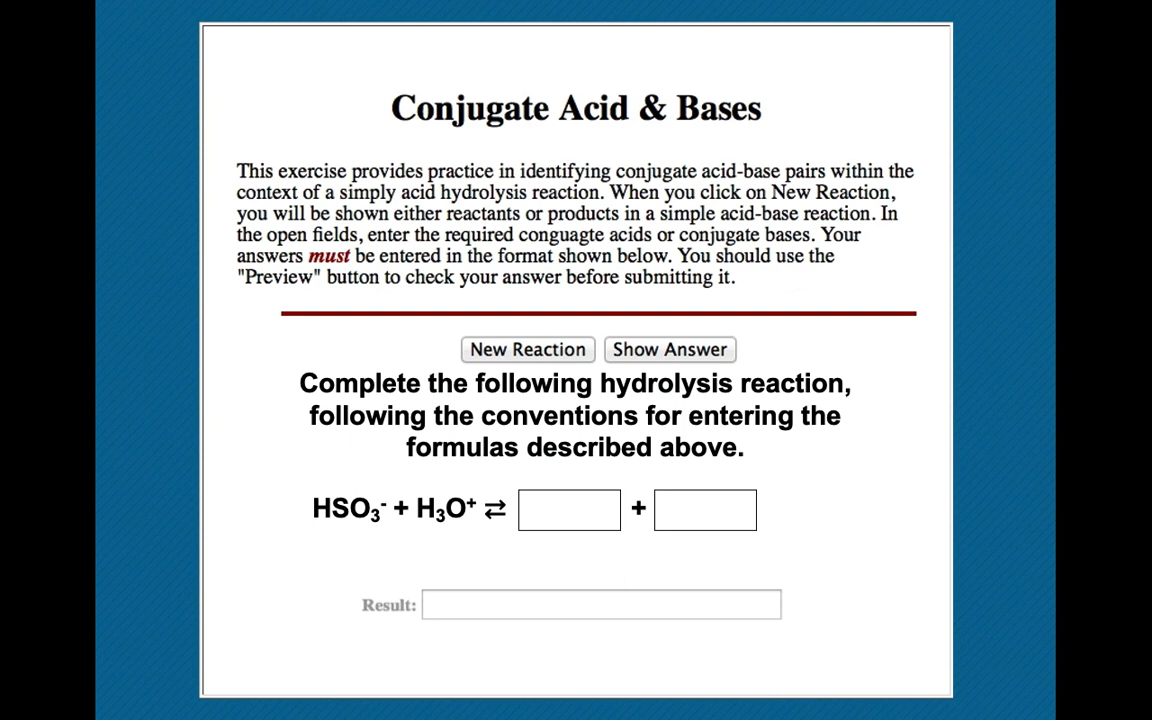 Conjugate Acid & Bases
This exercise provides practice in identifying conjugate acid-base pairs within the
context of a simply acid hydrolysis reaction. When you click on New Reaction,
you will be shown either reactants or products in a simple acid-base reaction. In
the open fields, enter the required conguagte acids or conjugate bases. Your
answers must be entered in the format shown below. You should use the
"Preview" button to check your answer before submitting it.
New Reaction Show Answer
Complete the following hydrolysis reaction,
following the conventions for entering the
formulas described above.
HSO₃⁻ + H₃O⁺ ⇄ +
Result: